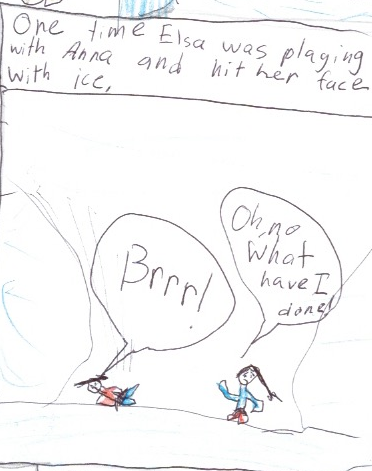 One time Elsa was playing
with Anna and hit her face
with ice.
Brrr!
Oh, no
What
have I
done!